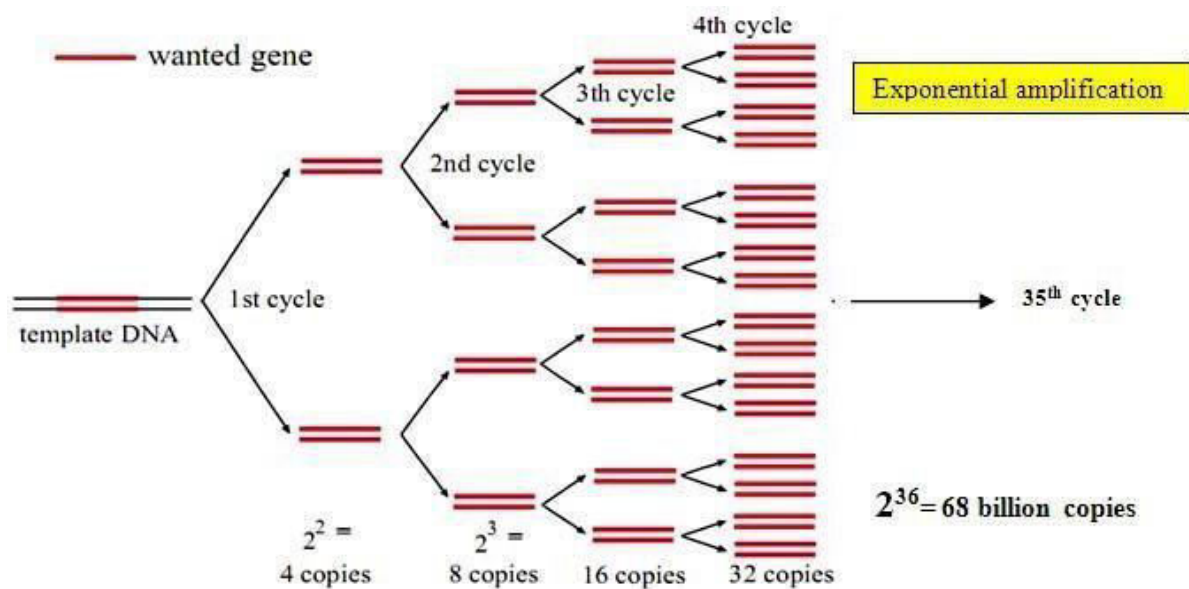 wanted gene
4th cycle
3th cycle
Exponential amplification
2nd cycle
1st cycle
template DNA
35th cycle
2^36= 68 billion copies
2^2 =
4 copies
2^3 =
8 copies
16 copies
32 copies